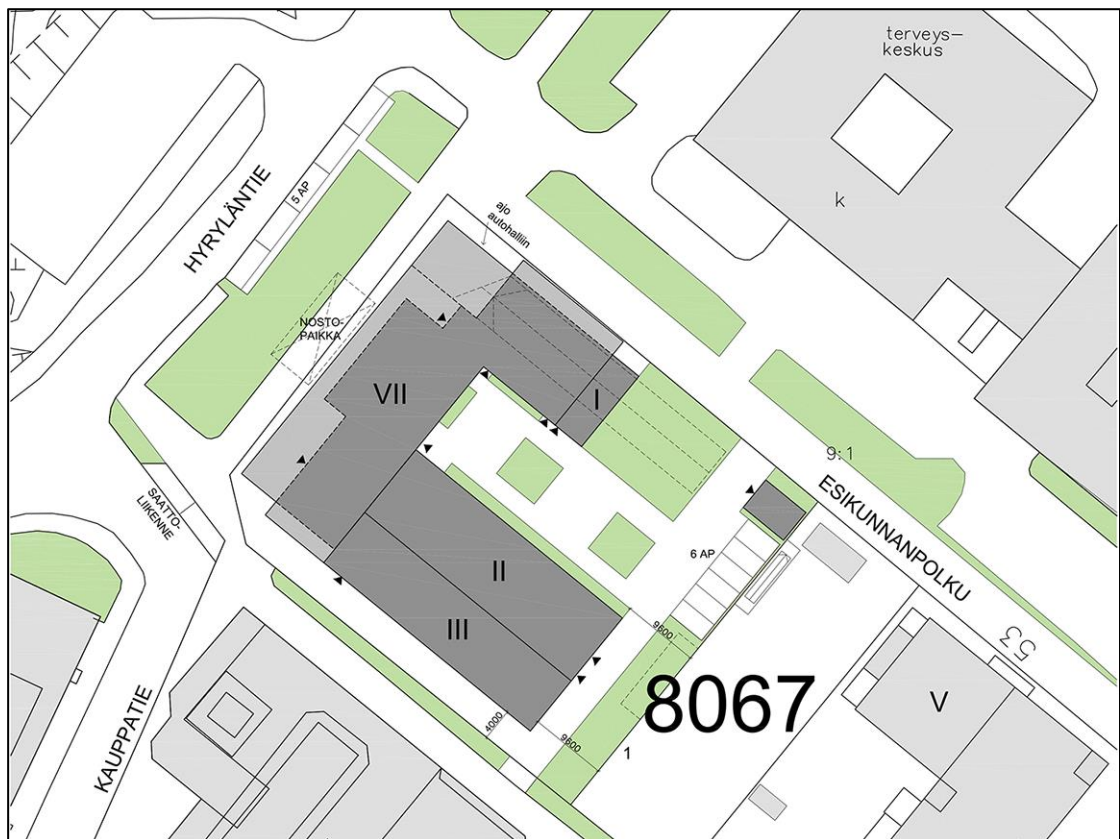 terveys-
keskus
HYRYLÄNTIE
5 AP
ajo
autohalliin
k
NOSTO-
PAIKKA
VII
I
9:1
ESIKUNNANPOLKU
SAATTO-
LIIKENNE
6 AP
II
III
9600
53
8067
V
KAUPPATIE
4000
9600
1